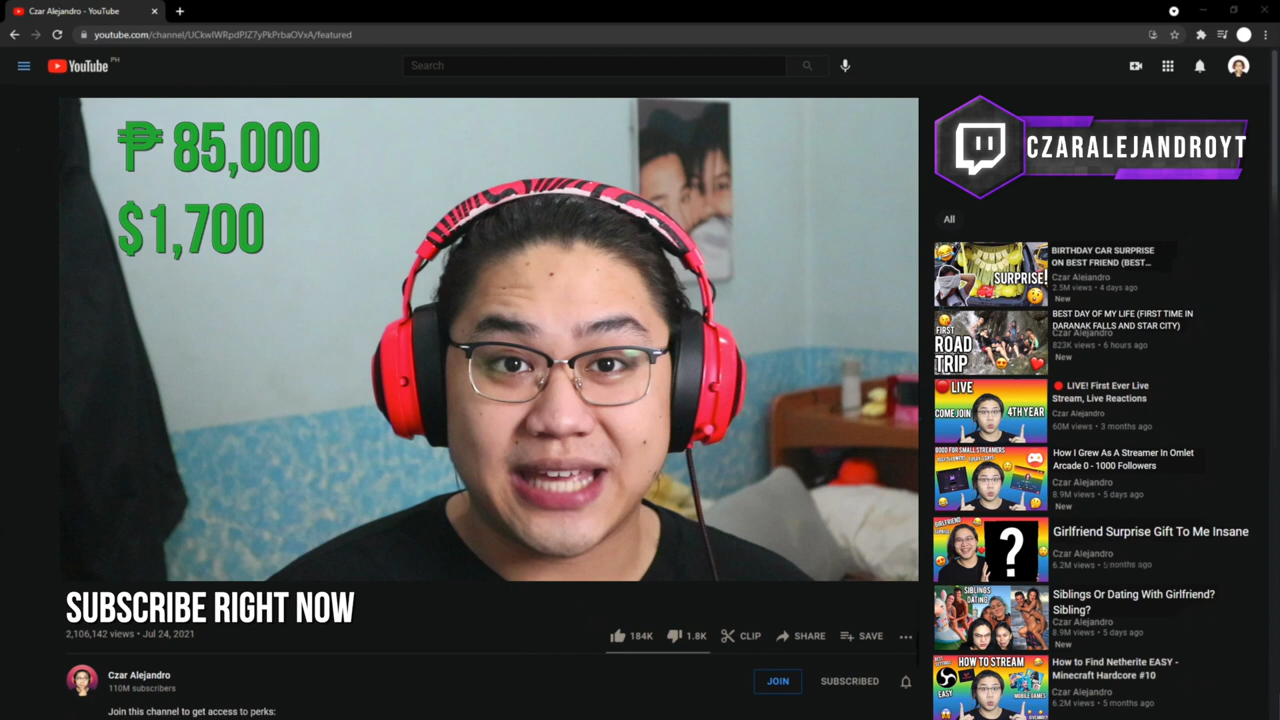 Czar Alejandro - YouTube
youtube.com/channel/UCkwIWRpdPJZ7yPkPrbaOVxA/featured
YouTube PH
Search
₱ 85,000
$1,700
CZARALEJANDROYT
All
SURPRISE!
BIRTHDAY CAR SURPRISE
ON BEST FRIEND (BEST...
Czar Alejandro
2.5M views • 4 days ago
New
FIRST
ROAD
TRIP
BEST DAY OF MY LIFE (FIRST TIME IN
DARANAK FALLS AND STAR CITY)
Czar Alejandro
823K views • 6 hours ago
New
LIVE
COME JOIN
4TH YEAR
LIVE! First Ever Live
Stream, Live Reactions
Czar Alejandro
60M views • 3 months ago
GOOD FOR SMALL STREAMERS
How I Grew As A Streamer In Omlet
Arcade 0 - 1000 Followers
Czar Alejandro
8.9M views • 5 days ago
New
GIRLFRIEND
?
Girlfriend Surprise Gift To Me Insane
Czar Alejandro
6.2M views • 5 months ago
SIBLINGS
DATING
Siblings Or Dating With Girlfriend?
Sibling?
Czar Alejandro
8.9M views • 5 days ago
New
HOW TO STREAM
EASY
MOBILE GAMES
How to Find Netherite EASY -
Minecraft Hardcore #10
Czar Alejandro
6.2M views • 5 months ago
SUBSCRIBE RIGHT NOW
2,106,142 views • Jul 24, 2021
184K
1.8K
CLIP
SHARE
SAVE
Czar Alejandro
110M subscribers
JOIN
SUBSCRIBED
Join this channel to get access to perks: